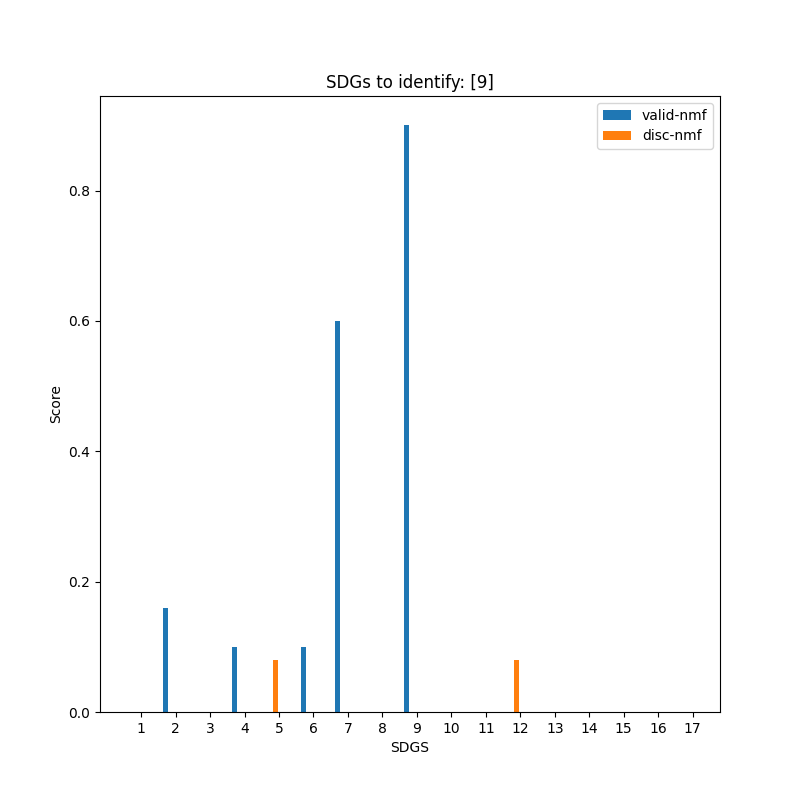 SDGs to identify: [9]
valid-nmf
disc-nmf
0.8
0.6
0.4
0.2
0.0
Score
1 2 3 4 5 6 7 8 9 10 11 12 13 14 15 16 17
SDGS